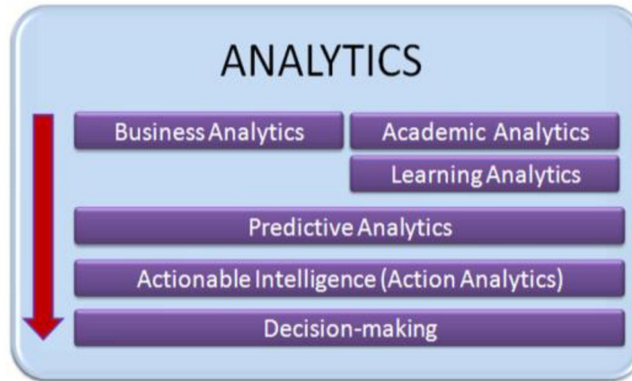 ANALYTICS
Business Analytics
Academic Analytics
Learning Analytics
Predictive Analytics
Actionable Intelligence (Action Analytics)
Decision-making